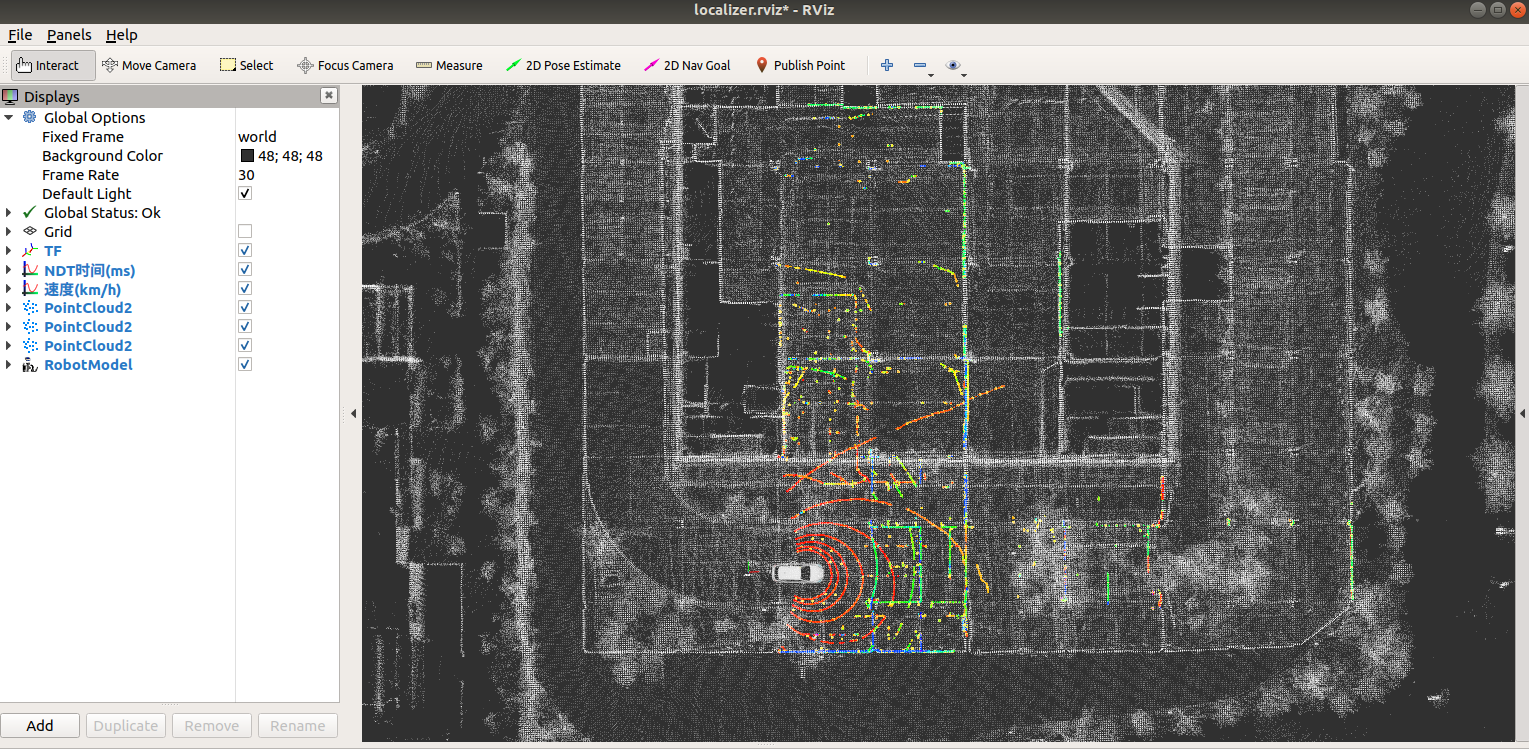 localizer.rviz* - RViz
File Panels Help
Interact Move Camera Select Focus Camera Measure 2D Pose Estimate 2D Nav Goal Publish Point
Displays
Global Options
Fixed Frame world
Background Color 48; 48; 48
Frame Rate 30
Default Light
Global Status: Ok
Grid
TF
NDT时间(ms)
速度(km/h)
PointCloud2
PointCloud2
PointCloud2
RobotModel
Add Duplicate Remove Rename